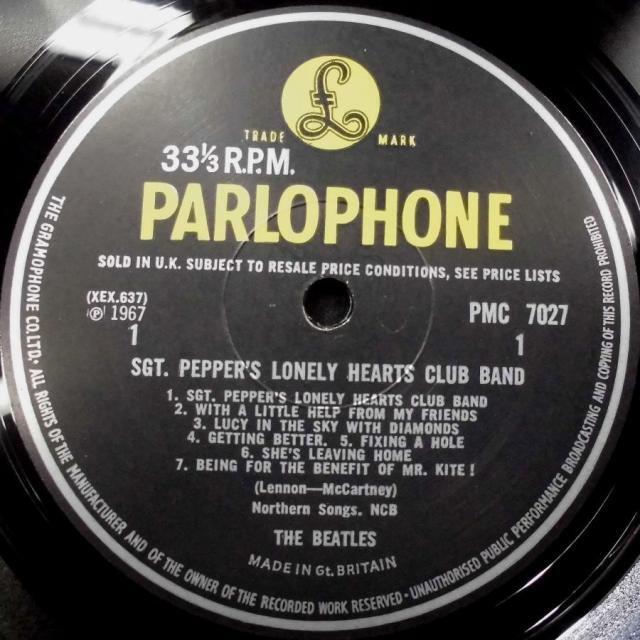 £
TRADE MARK
33⅓ R.P.M.
PARLOPHONE
SOLD IN U.K. SUBJECT TO RESALE PRICE CONDITIONS, SEE PRICE LISTS
(XEX.637)
℗ 1967
1
PMC 7027
1
SGT. PEPPER'S LONELY HEARTS CLUB BAND
1. SGT. PEPPER'S LONELY HEARTS CLUB BAND
2. WITH A LITTLE HELP FROM MY FRIENDS
3. LUCY IN THE SKY WITH DIAMONDS
4. GETTING BETTER. 5. FIXING A HOLE
6. SHE'S LEAVING HOME
7. BEING FOR THE BENEFIT OF MR. KITE!
(Lennon—McCartney)
Northern Songs. NCB
THE BEATLES
MADE IN Gt. BRITAIN
THE GRAMOPHONE CO. LTD · ALL RIGHTS OF THE MANUFACTURER AND OF THE OWNER OF THE RECORDED WORK RESERVED · UNAUTHORISED PUBLIC PERFORMANCE BROADCASTING AND COPYING OF THIS RECORD PROHIBITED